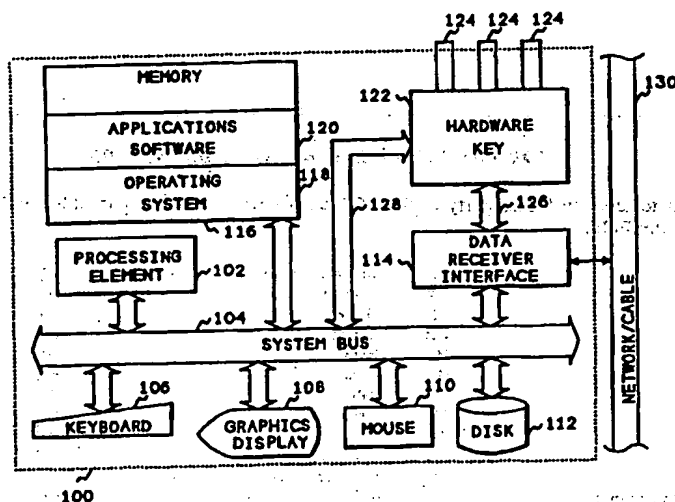 124 124 124
MEMORY
122
130
APPLICATIONS
SOFTWARE
120
HARDWARE
KEY
OPERATING
SYSTEM
118
116
128
126
PROCESSING
ELEMENT
102
114
DATA
RECEIVER
INTERFACE
104
SYSTEM BUS
NETWORK/CABLE
106
KEYBOARD
108
GRAPHICS
DISPLAY
110
MOUSE
DISK
112
100